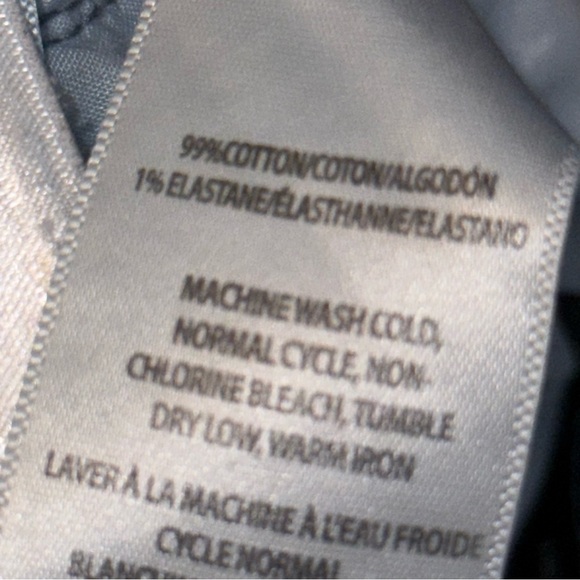 99%COTTON/COTON/ALGODÓN
1% ELASTANE/ÉLASTHANNE/ELASTANO
MACHINE WASH COLD,
NORMAL CYCLE, NON-
CHLORINE BLEACH, TUMBLE
DRY LOW, WARM IRON
LAVER À LA MACHINE À L'EAU FROIDE
CYCLE NORMAL